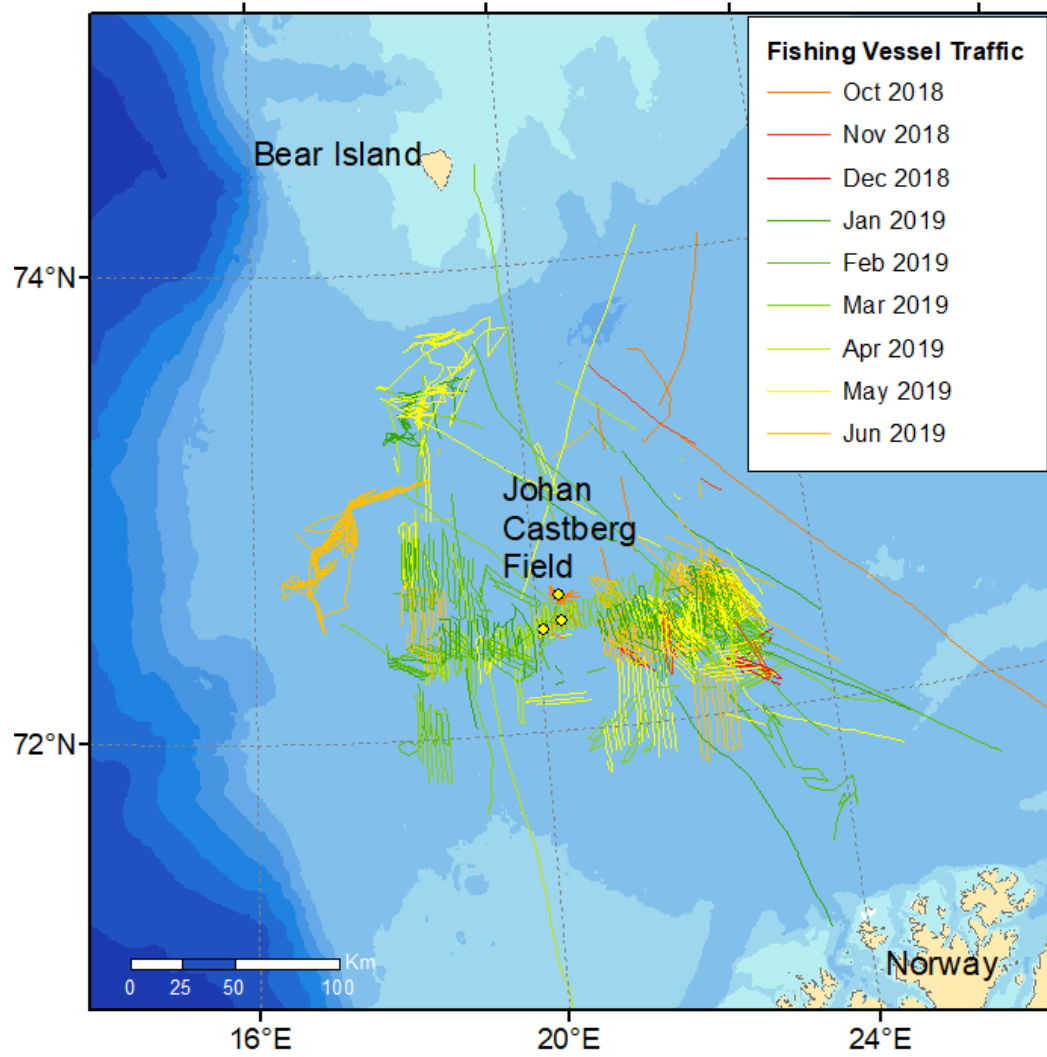 Fishing Vessel Traffic
Oct 2018
Nov 2018
Dec 2018
Jan 2019
Feb 2019
Mar 2019
Apr 2019
May 2019
Jun 2019
Bear Island
74°N
Johan
Castberg
Field
72°N
Norway
Km
0 25 50 100
16°E 20°E 24°E